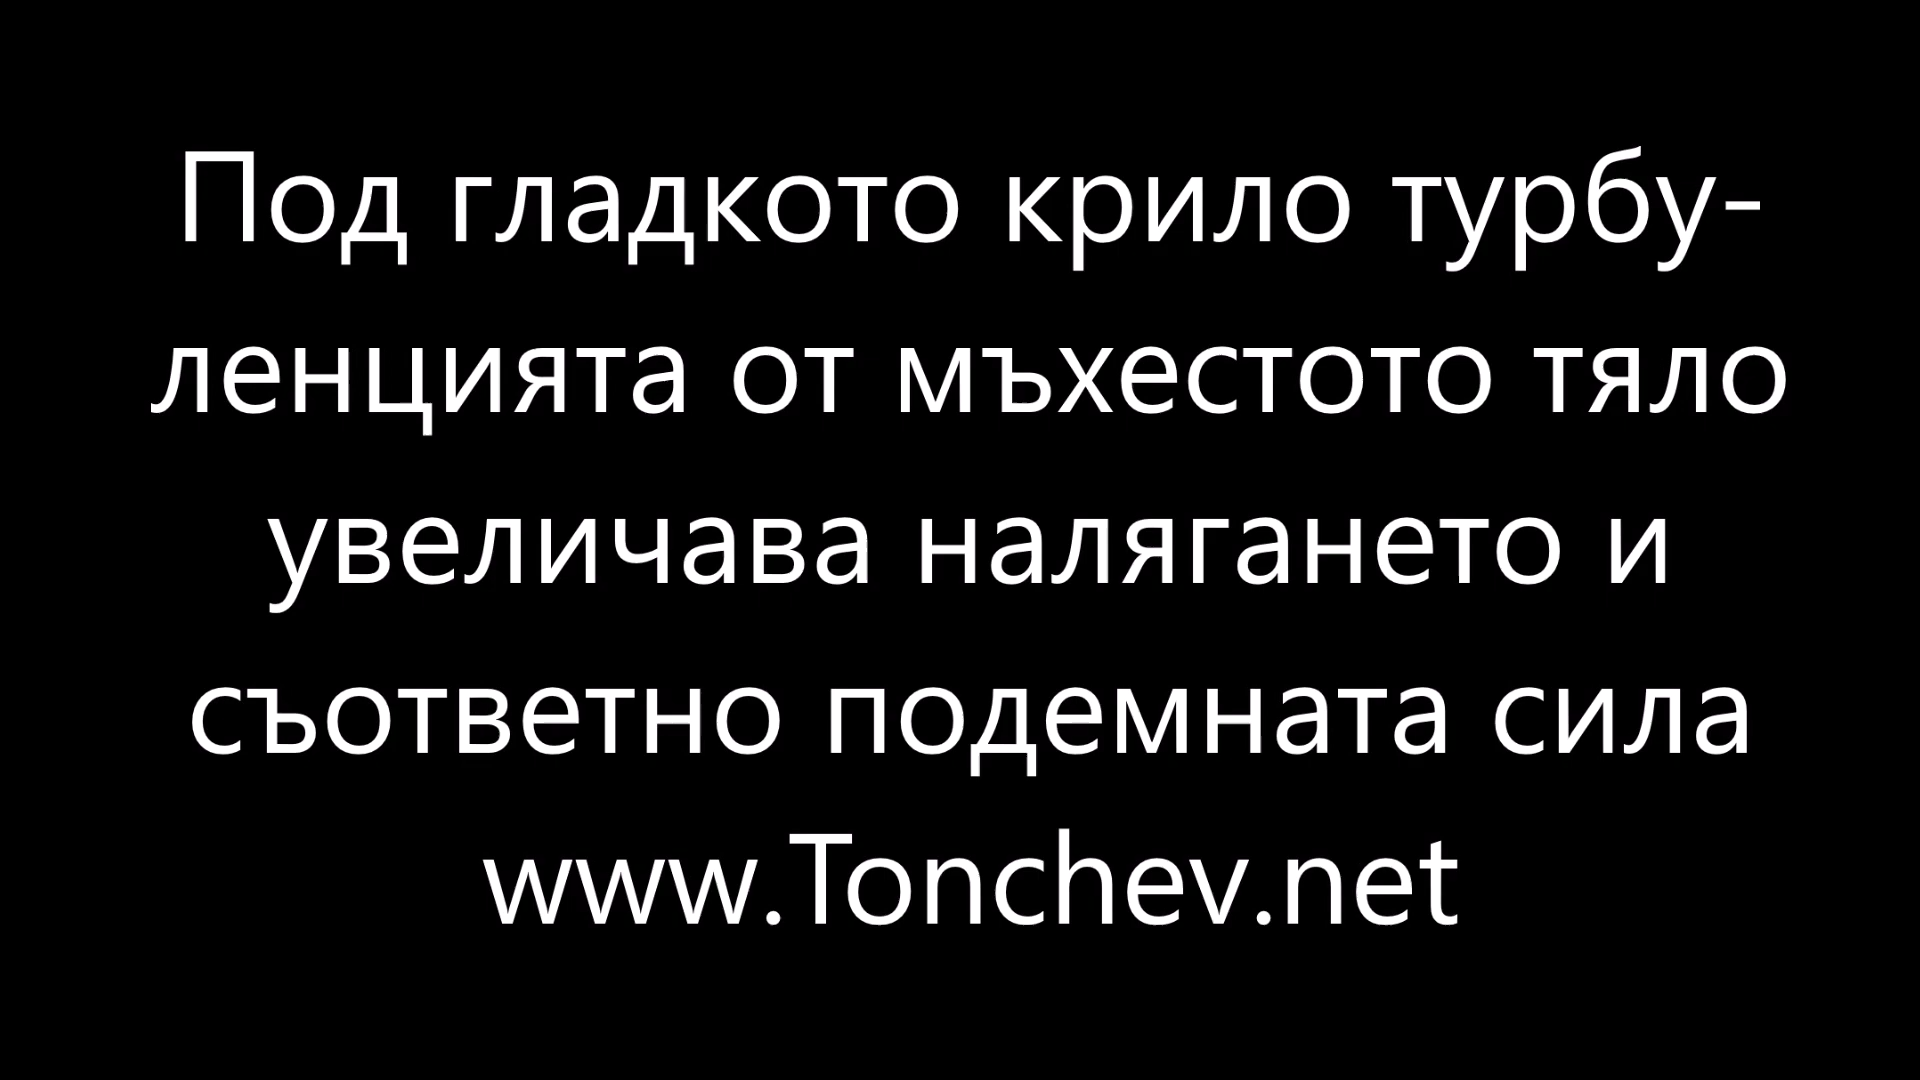 Под гладкото крило турбу-
ленцията от мъхестото тяло
увеличава налягането и
съответно подемната сила
www.Tonchev.net